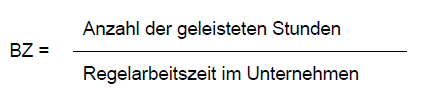 Anzahl der geleisteten Stunden
BZ =
Regelarbeitszeit im Unternehmen